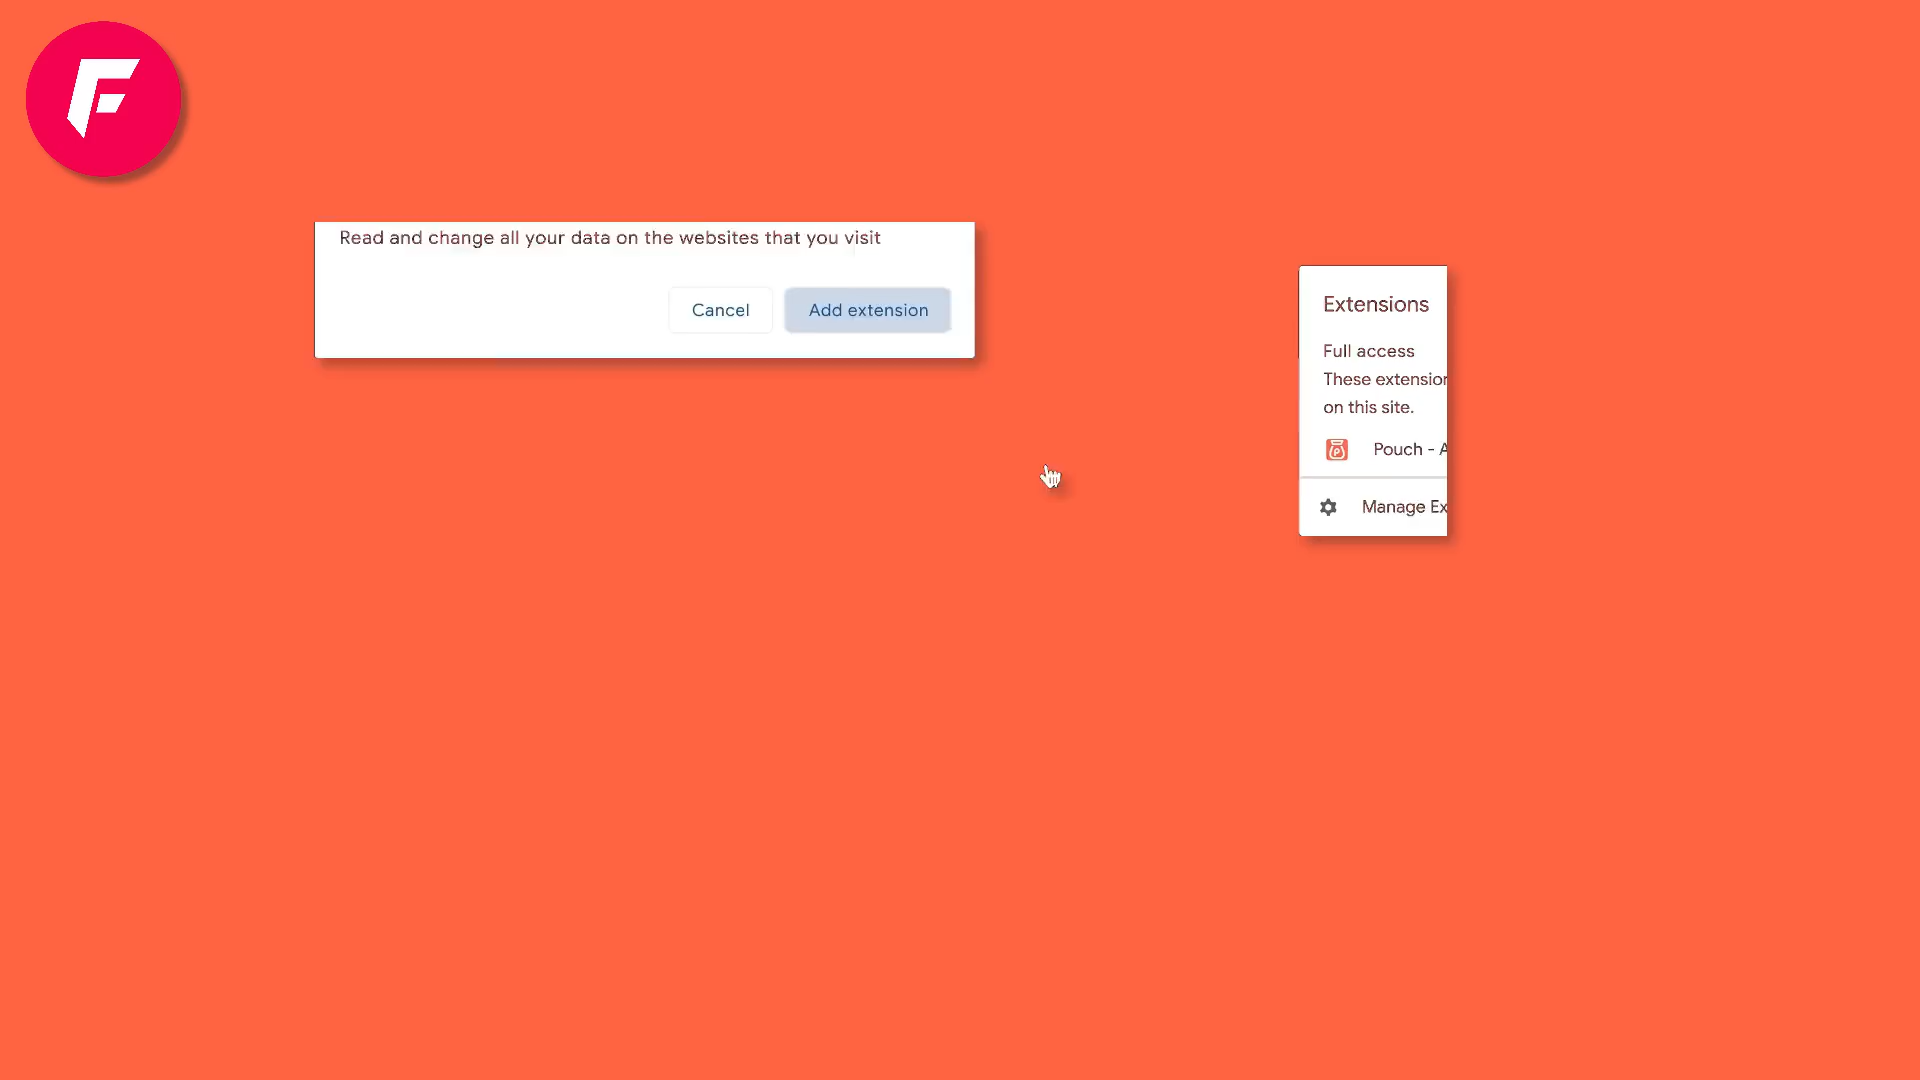 F
Read and change all your data on the websites that you visit
Cancel
Add extension
Extensions
Full access
These extension
on this site.
Pouch - A
Manage Ex